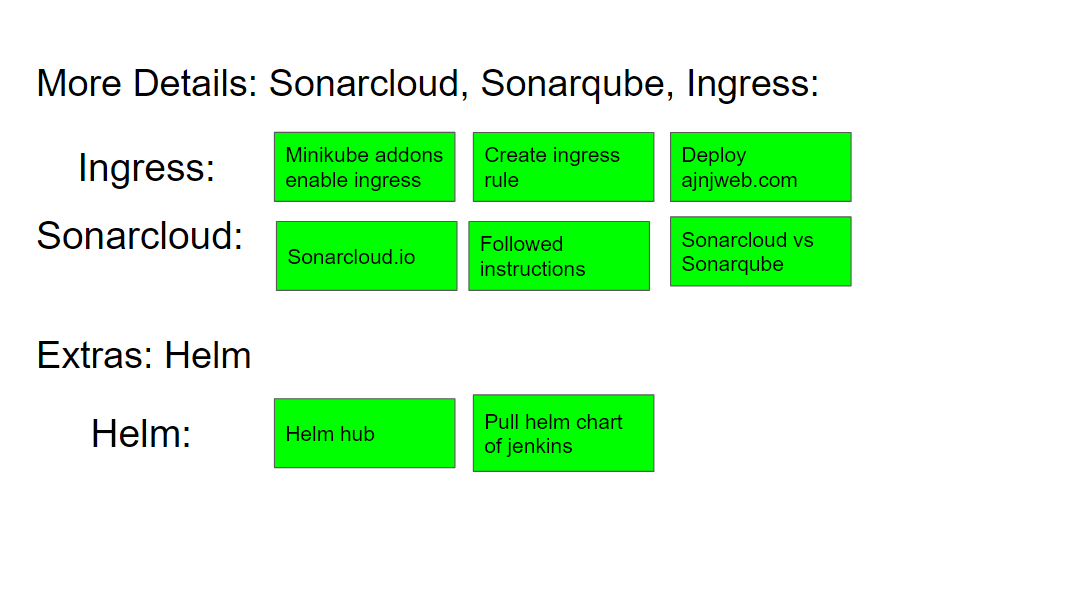 More Details: Sonarcloud, Sonarqube, Ingress:
Ingress:
Minikube addons
enable ingress
Create ingress
rule
Deploy
ajnjweb.com
Sonarcloud:
Sonarcloud.io
Followed
instructions
Sonarcloud vs
Sonarqube
Extras: Helm
Helm:
Helm hub
Pull helm chart
of jenkins